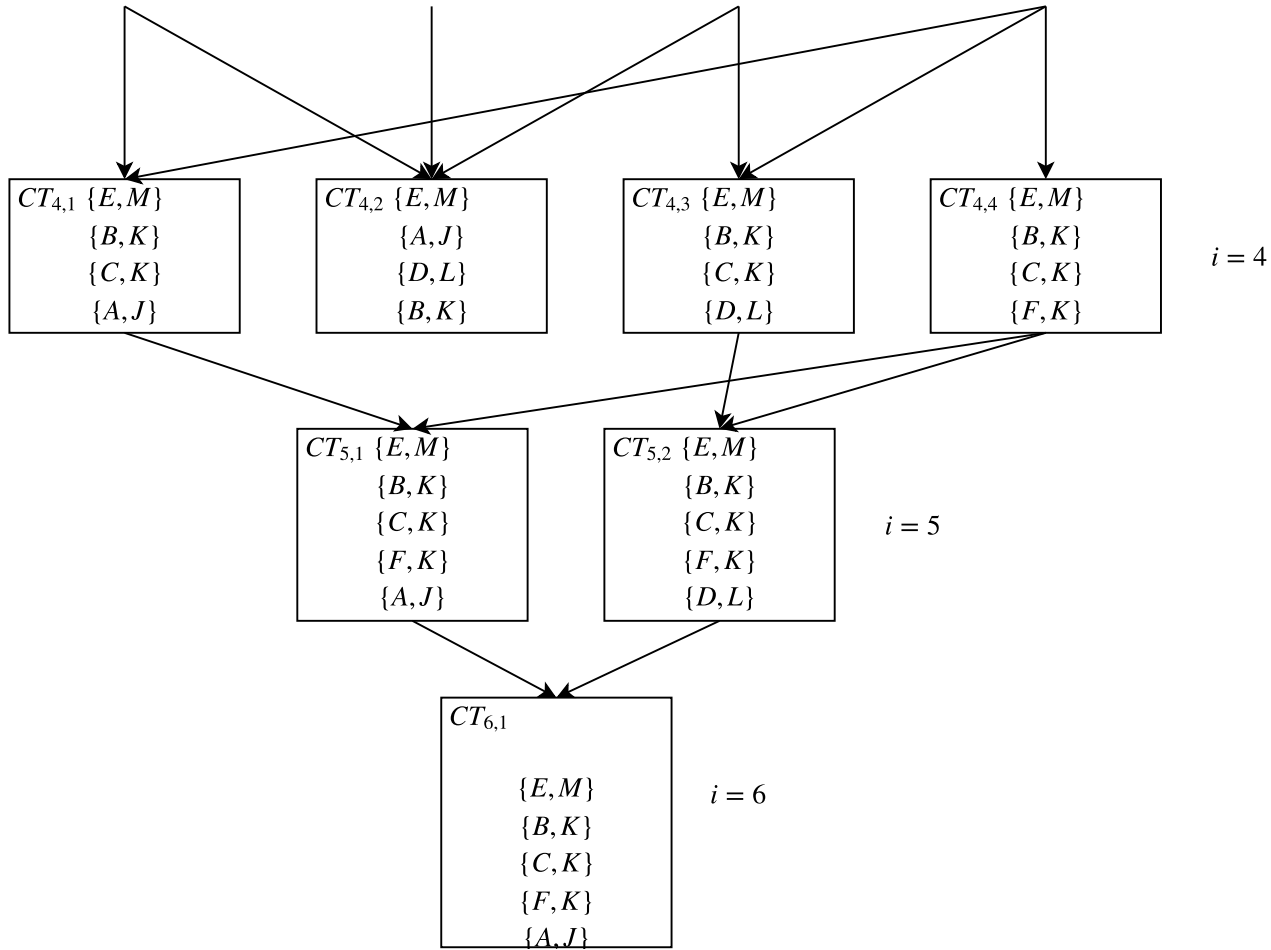 CT4,1 {E, M}
{B, K}
{C, K}
{A, J}
CT4,2 {E, M}
{A, J}
{D, L}
{B, K}
CT4,3 {E, M}
{B, K}
{C, K}
{D, L}
CT4,4 {E, M}
{B, K}
{C, K}
{F, K}
i = 4
CT5,1 {E, M}
{B, K}
{C, K}
{F, K}
{A, J}
CT5,2 {E, M}
{B, K}
{C, K}
{F, K}
{D, L}
i = 5
CT6,1
{E, M}
{B, K}
{C, K}
{F, K}
{A, J}
i = 6